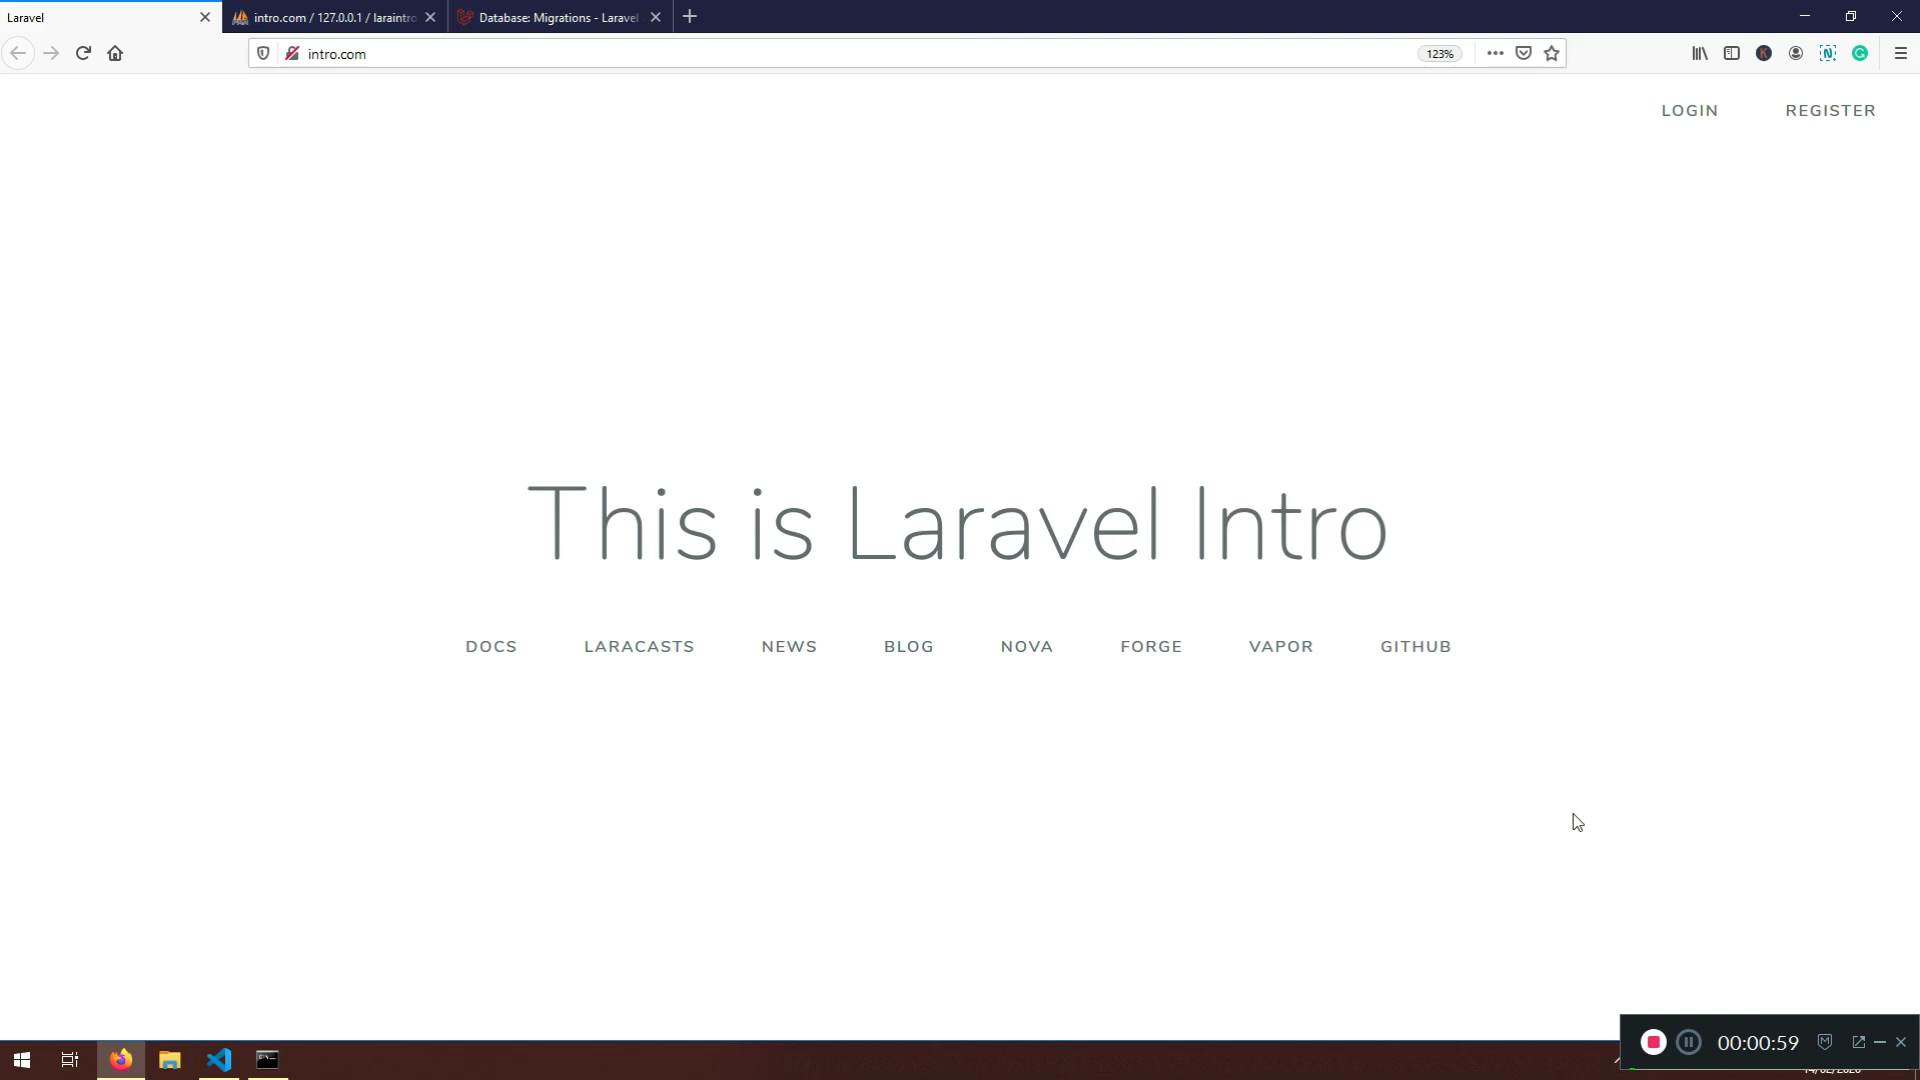 Laravel
intro.com / 127.0.0.1 / laraintro
Database: Migrations - Laravel
intro.com
123%
LOGIN REGISTER
This is Laravel Intro
DOCS LARACASTS NEWS BLOG NOVA FORGE VAPOR GITHUB
00:00:59